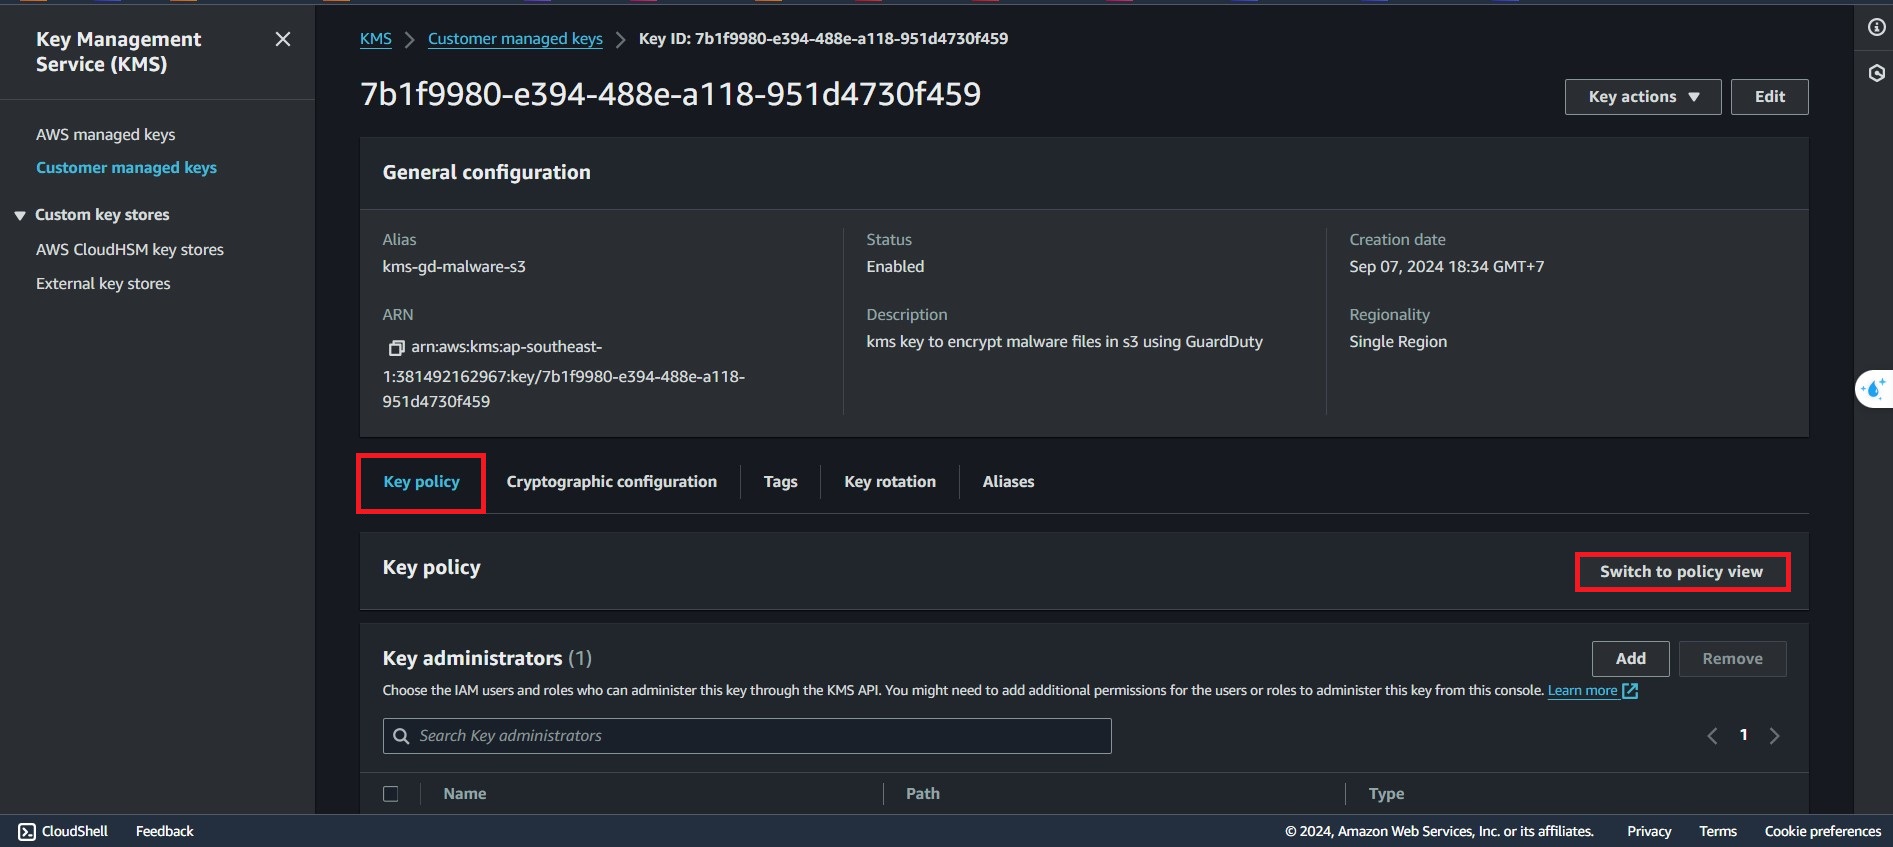 Key Management
Service (KMS)
AWS managed keys
Customer managed keys
Custom key stores
AWS CloudHSM key stores
External key stores
KMS
Customer managed keys
Key ID: 7b1f9980-e394-488e-a118-951d4730f459
7b1f9980-e394-488e-a118-951d4730f459
Key actions
Edit
General configuration
Alias
kms-gd-malware-s3
ARN
arn:aws:kms:ap-southeast-
1:381492162967:key/7b1f9980-e394-488e-a118-
951d4730f459
Status
Enabled
Description
kms key to encrypt malware files in s3 using GuardDuty
Creation date
Sep 07, 2024 18:34 GMT+7
Regionality
Single Region
Key policy
Cryptographic configuration
Tags
Key rotation
Aliases
Key policy
Switch to policy view
Key administrators (1)
Add
Remove
Choose the IAM users and roles who can administer this key through the KMS API. You might need to add additional permissions for the users or roles to administer this key from this console. Learn more
Search Key administrators
1
Name
Path
Type
CloudShell
Feedback
© 2024, Amazon Web Services, Inc. or its affiliates.
Privacy
Terms
Cookie preferences